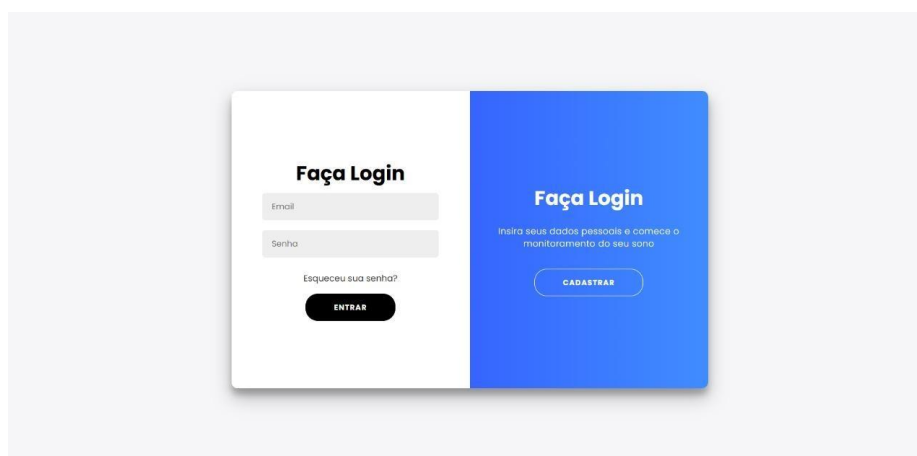 Faça Login
Email
Senha
Esqueceu sua senha?
ENTRAR
Faça Login
Insira seus dados pessoais e comece o
monitoramento do seu sono
CADASTRAR